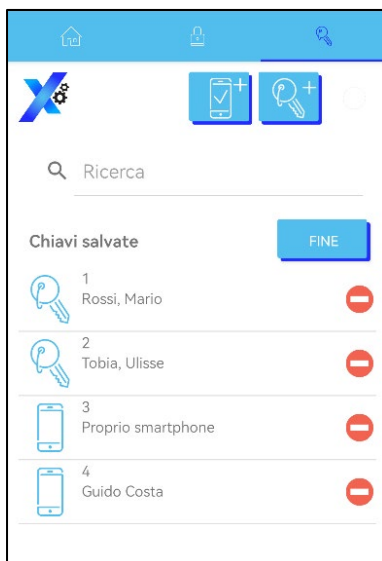 Ricerca
Chiavi salvate
FINE
1
Rossi, Mario
2
Tobia, Ulisse
3
Proprio smartphone
4
Guido Costa